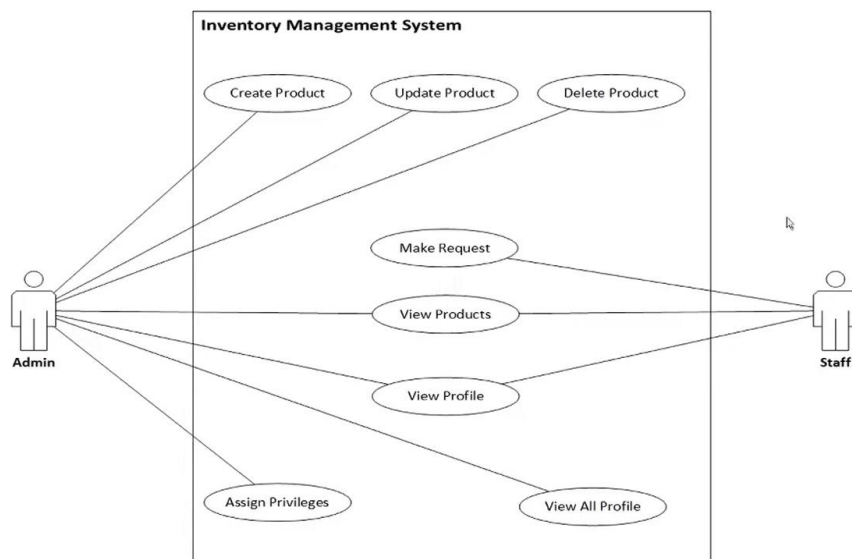 Inventory Management System
Create Product
Update Product
Delete Product
Make Request
View Products
Admin
Staff
View Profile
Assign Privileges
View All Profile